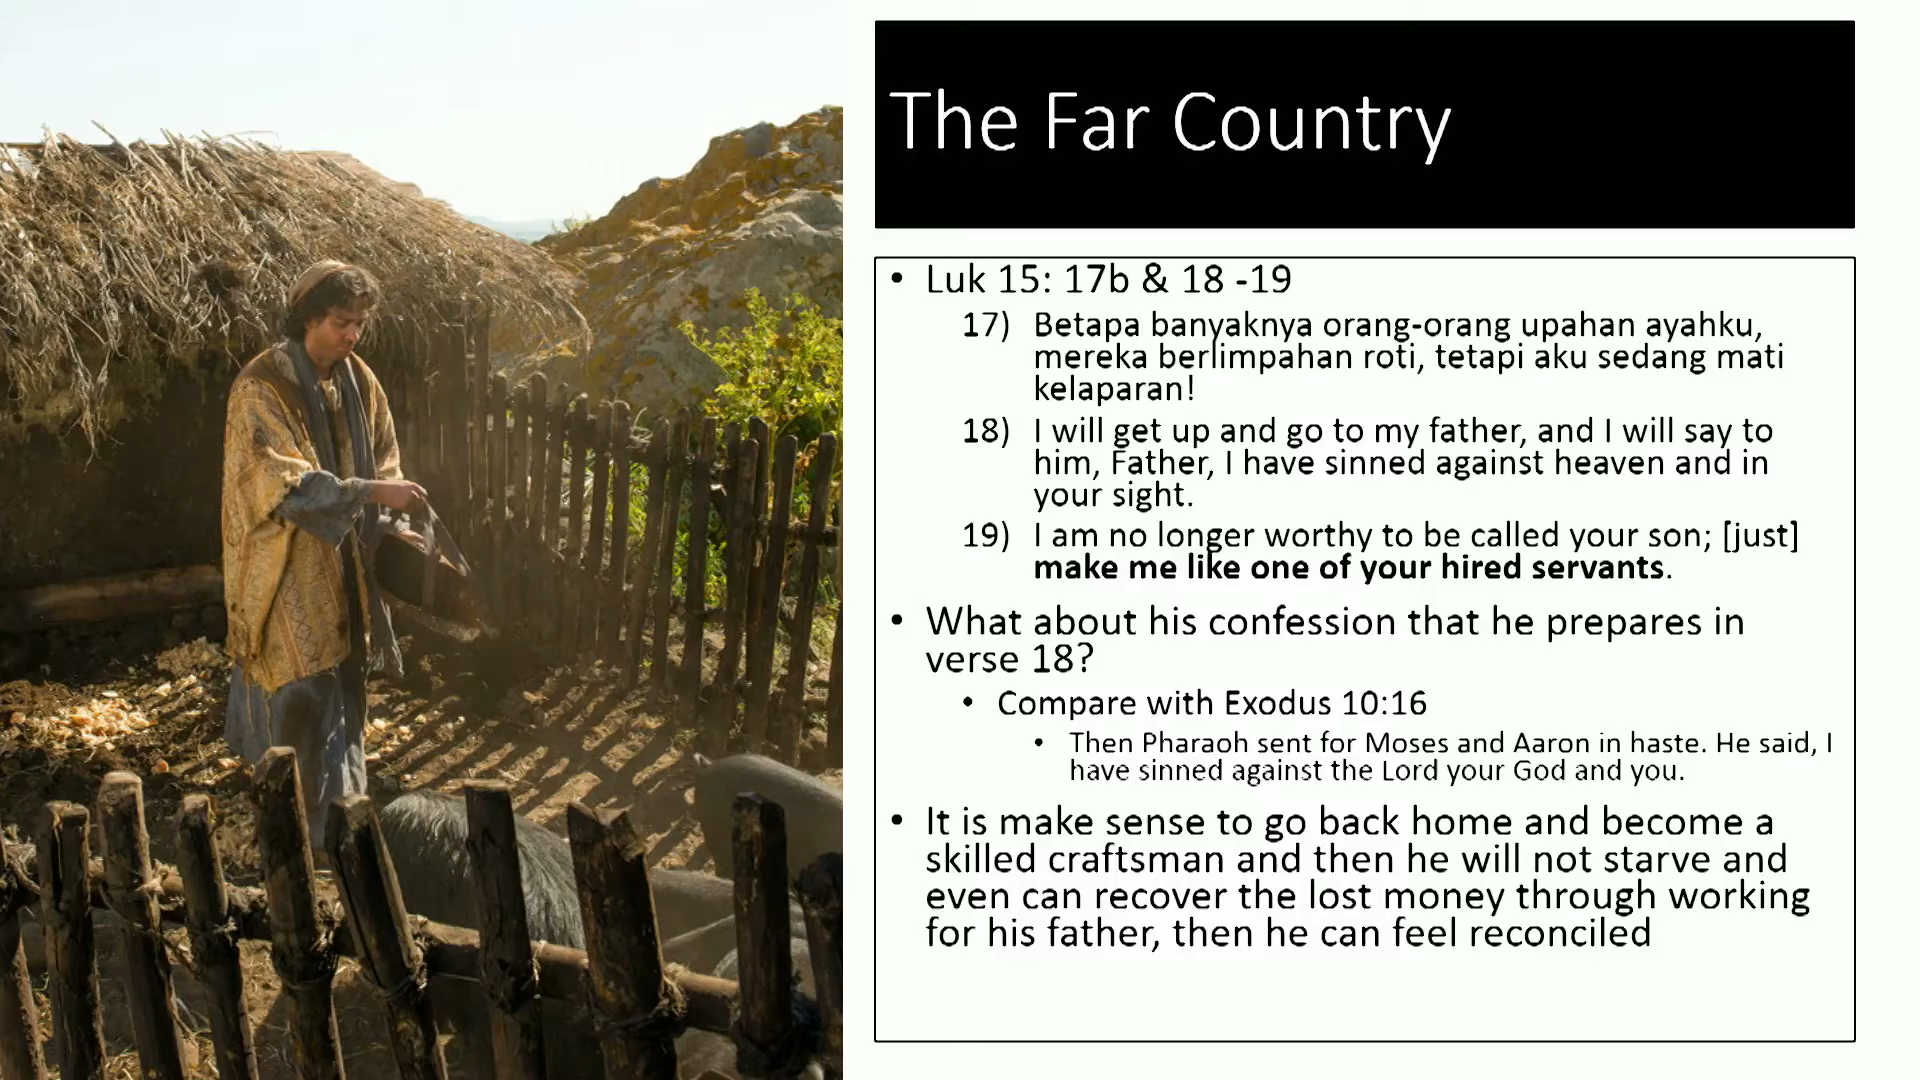 The Far Country
• Luk 15: 17b & 18 -19
17) Betapa banyaknya orang-orang upahan ayahku,
mereka berlimpahan roti, tetapi aku sedang mati
kelaparan!
18) I will get up and go to my father, and I will say to
him, Father, I have sinned against heaven and in
your sight.
19) I am no longer worthy to be called your son; [just]
make me like one of your hired servants.
• What about his confession that he prepares in
verse 18?
• Compare with Exodus 10:16
• Then Pharaoh sent for Moses and Aaron in haste. He said, I
have sinned against the Lord your God and you.
• It is make sense to go back home and become a
skilled craftsman and then he will not starve and
even can recover the lost money through working
for his father, then he can feel reconciled